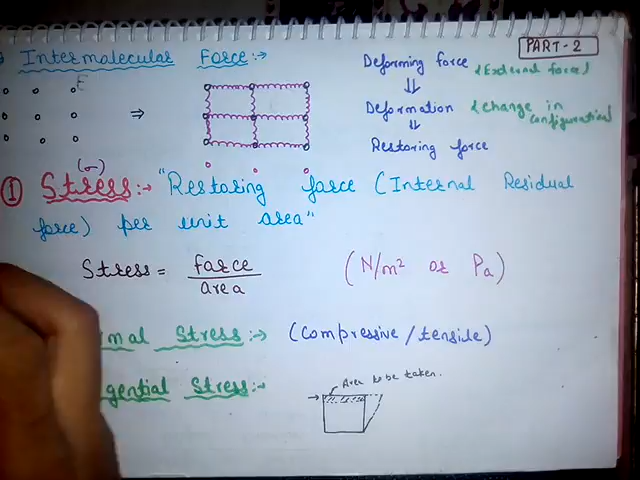 PART-2
Intermolecular Force:→
Deforming force (External force)
⇓
Deformation (change in configuration)
⇓
Restoring force
⇒
(σ)
① Stress:→ "Restoring force (Internal Residual
force) per unit area"
Stress = force/area (N/m² or Pa)
mal Stress:→ (compressive/tensile)
gential Stress:→
Area to be taken.